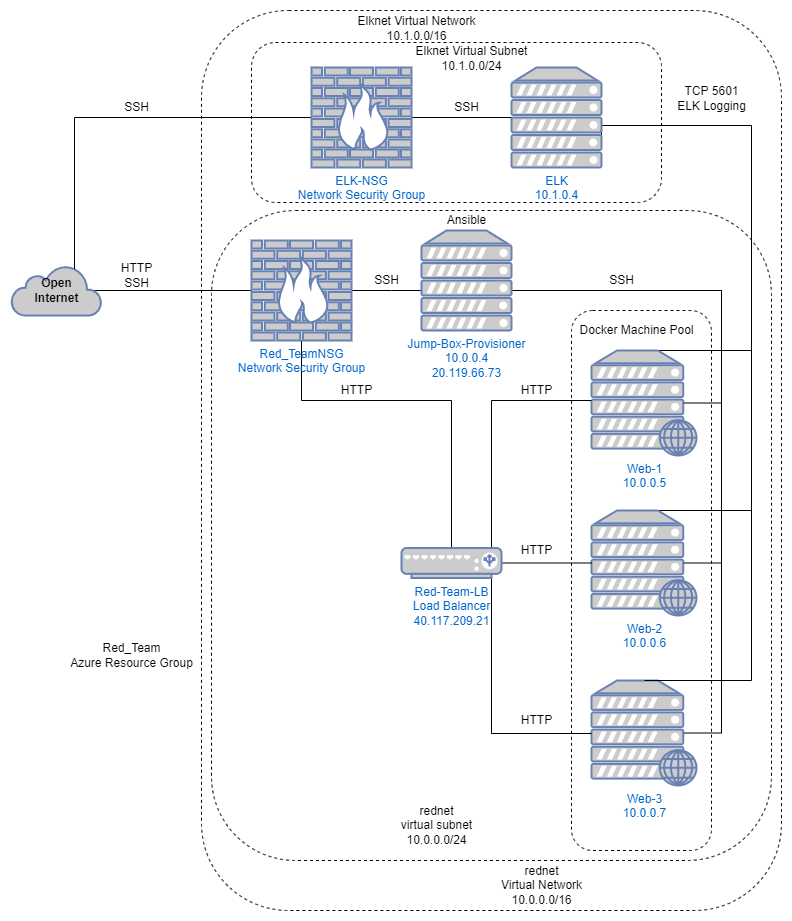 Elknet Virtual Network
10.1.0.0/16
Elknet Virtual Subnet
10.1.0.0/24
TCP 5601
ELK Logging
SSH
SSH
ELK-NSG
Network Security Group
ELK
10.1.0.4
Ansible
Open
Internet
HTTP
SSH
SSH
SSH
Red_TeamNSG
Network Security Group
Jump-Box-Provisioner
10.0.0.4
20.119.66.73
Docker Machine Pool
HTTP
HTTP
Web-1
10.0.0.5
HTTP
Red-Team-LB
Load Balancer
40.117.209.21
Web-2
10.0.0.6
Red_Team
Azure Resource Group
HTTP
Web-3
10.0.0.7
rednet
virtual subnet
10.0.0.0/24
rednet
Virtual Network
10.0.0.0/16